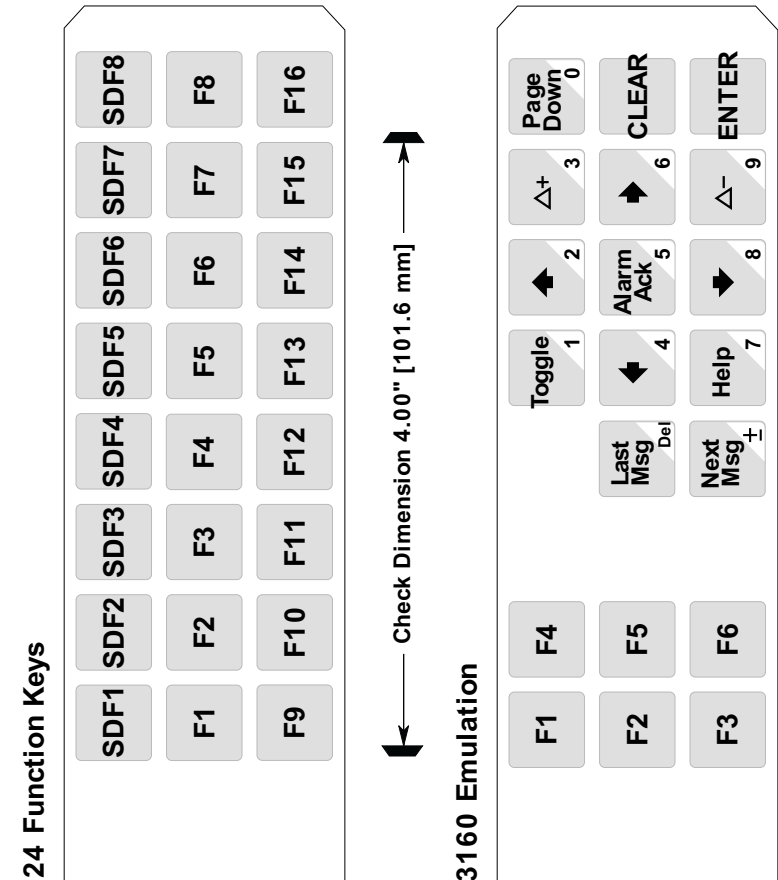 24 Function Keys
SDF1 SDF2 SDF3 SDF4 SDF5 SDF6 SDF7 SDF8
F1 F2 F3 F4 F5 F6 F7 F8
F9 F10 F11 F12 F13 F14 F15 F16
Check Dimension 4.00" [101.6 mm]
3160 Emulation
F1 F4 Toggle 1 2 Δ+ 3 Page Down 0
F2 F5 Last Msg Del 4 Alarm Ack 5 6 CLEAR
F3 F6 Next Msg ± Help 7 8 Δ− 9 ENTER